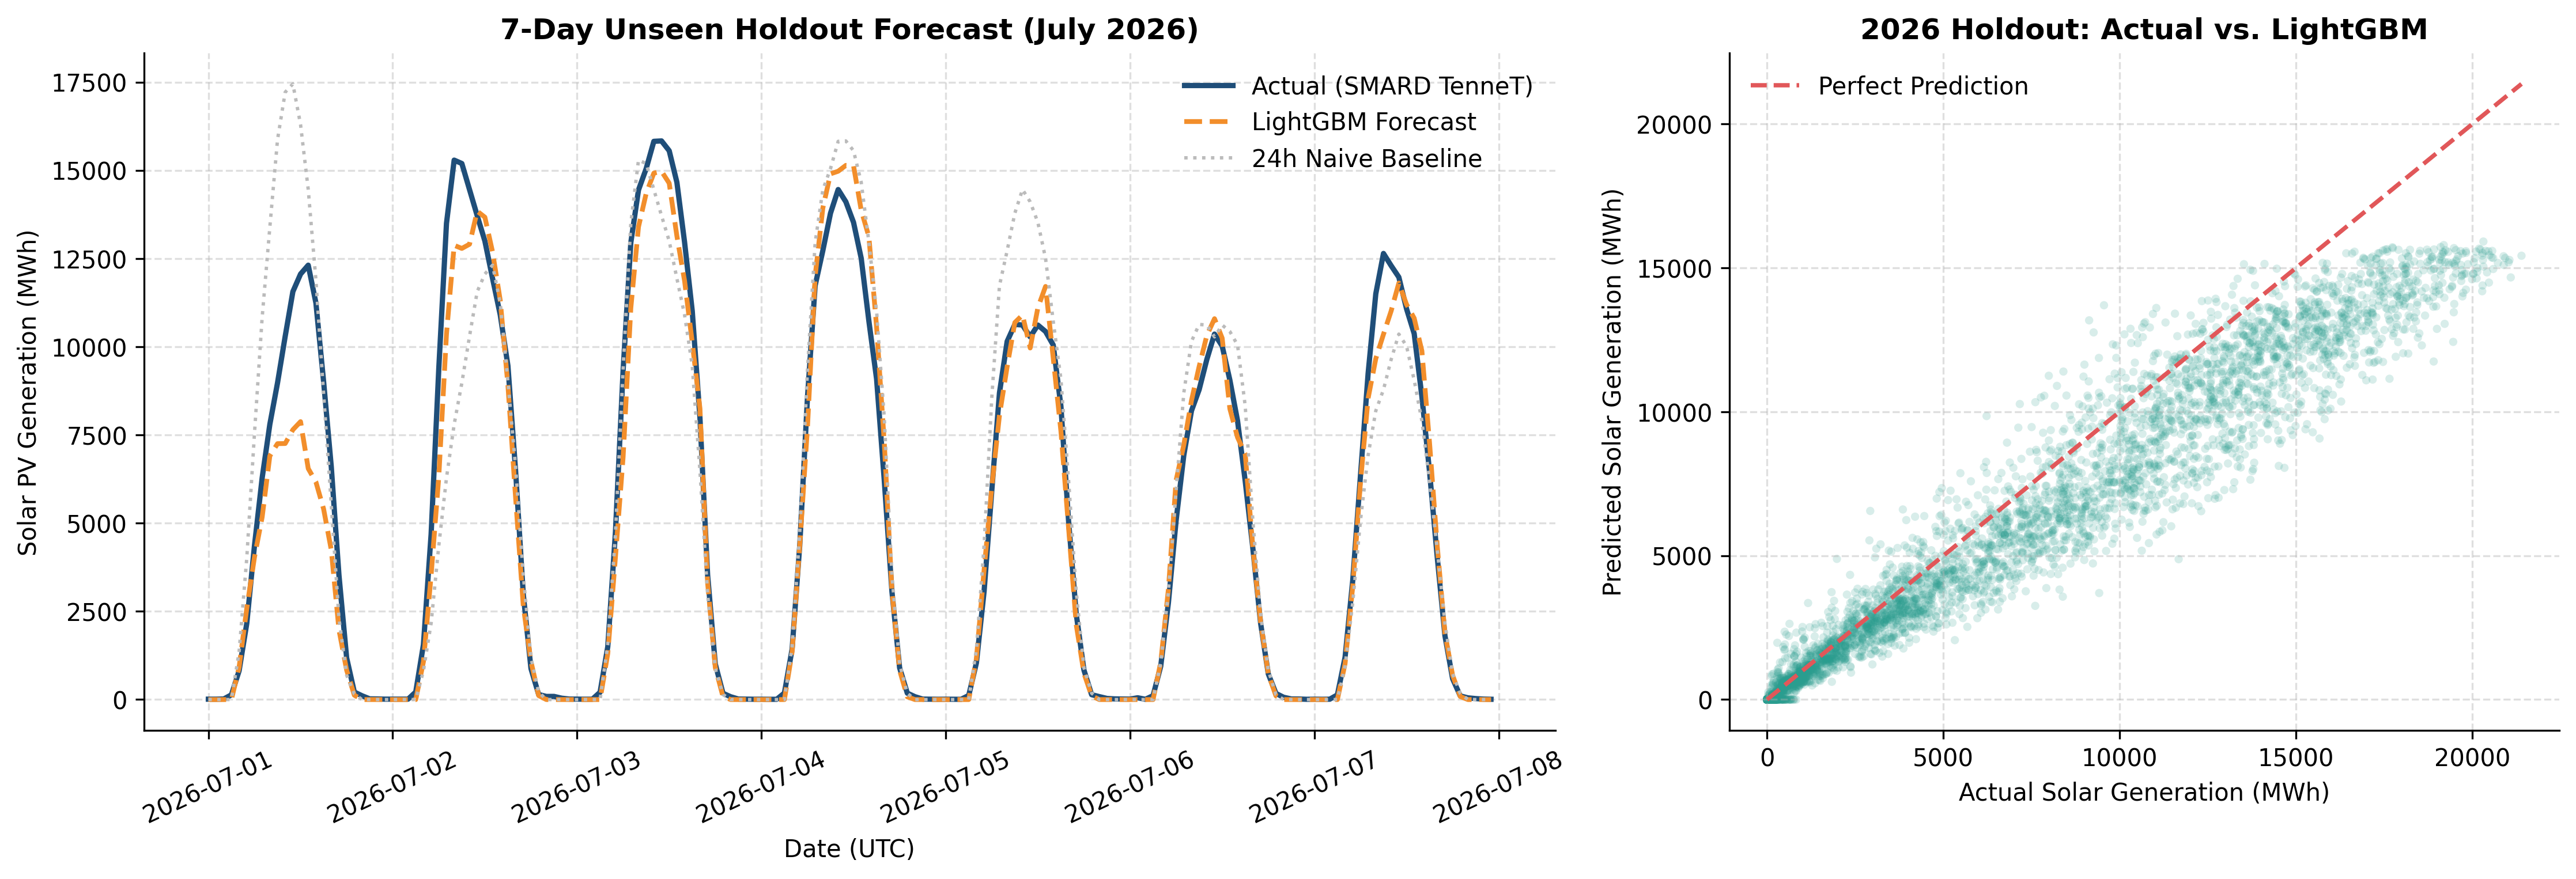 7-Day Unseen Holdout Forecast (July 2026)
Solar PV Generation (MWh)
17500
15000
12500
10000
7500
5000
2500
0
Actual (SMARD TenneT)
LightGBM Forecast
24h Naive Baseline
2026-07-01
2026-07-02
2026-07-03
2026-07-04
2026-07-05
2026-07-06
2026-07-07
2026-07-08
Date (UTC)
2026 Holdout: Actual vs. LightGBM
Predicted Solar Generation (MWh)
20000
15000
10000
5000
0
Perfect Prediction
0
5000
10000
15000
20000
Actual Solar Generation (MWh)